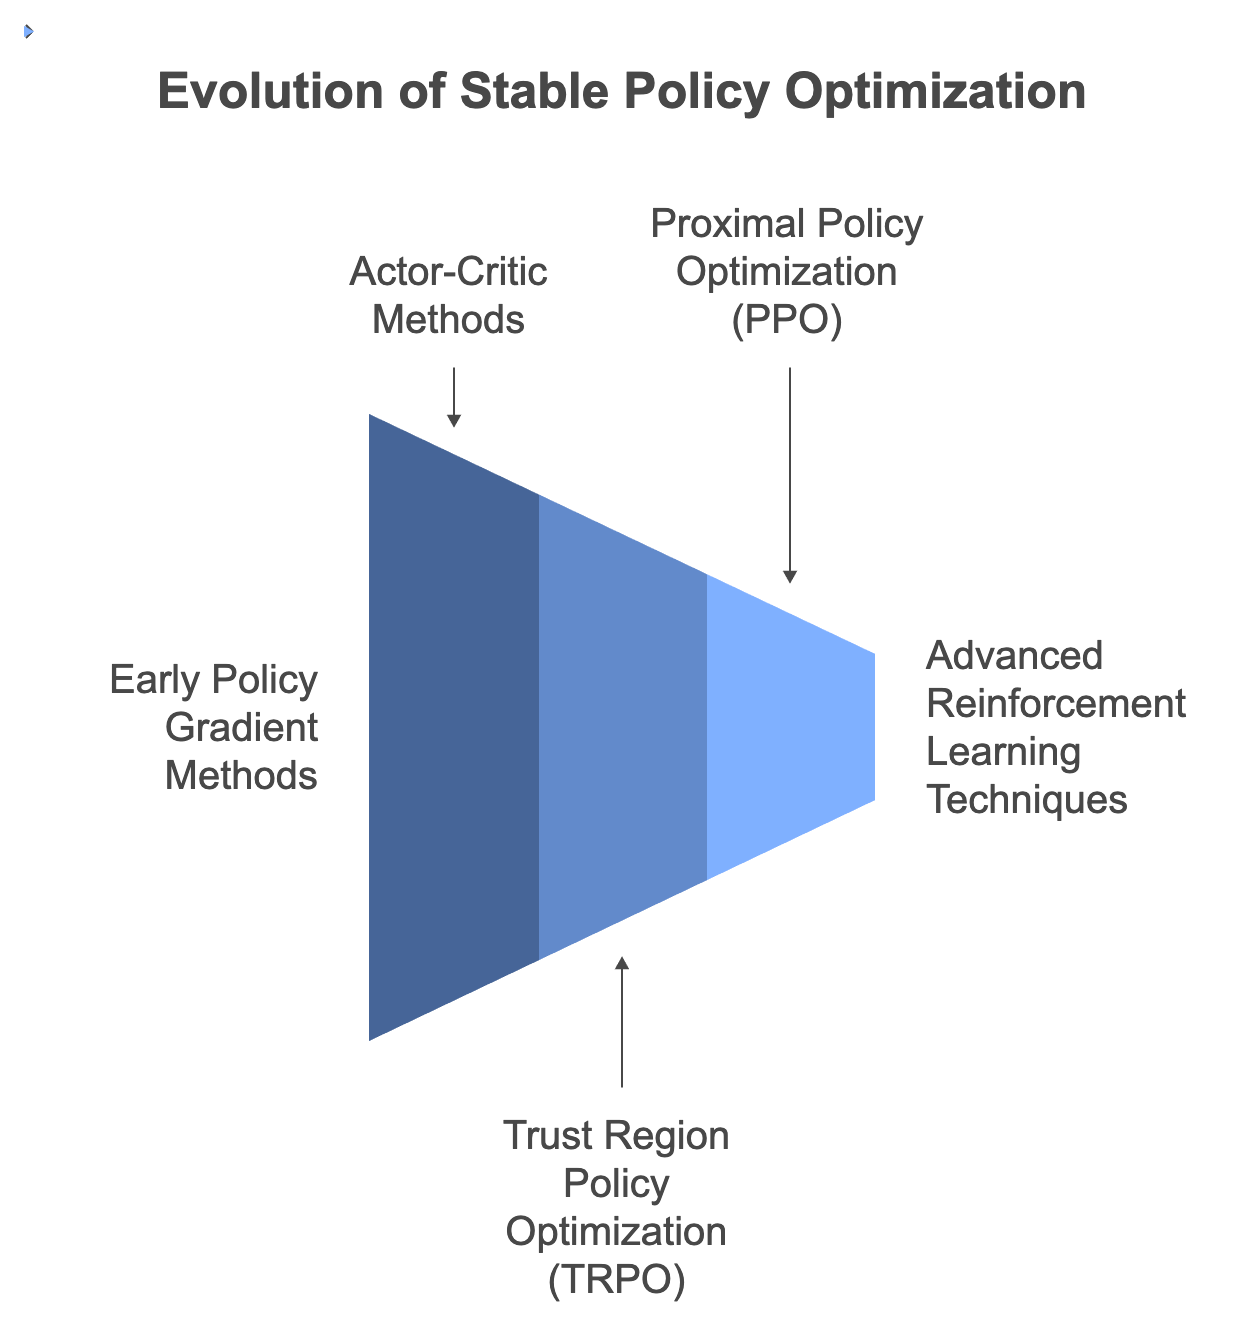 Evolution of Stable Policy Optimization
Actor-Critic
Methods
Proximal Policy
Optimization
(PPO)
Early Policy
Gradient
Methods
Advanced
Reinforcement
Learning
Techniques
Trust Region
Policy
Optimization
(TRPO)